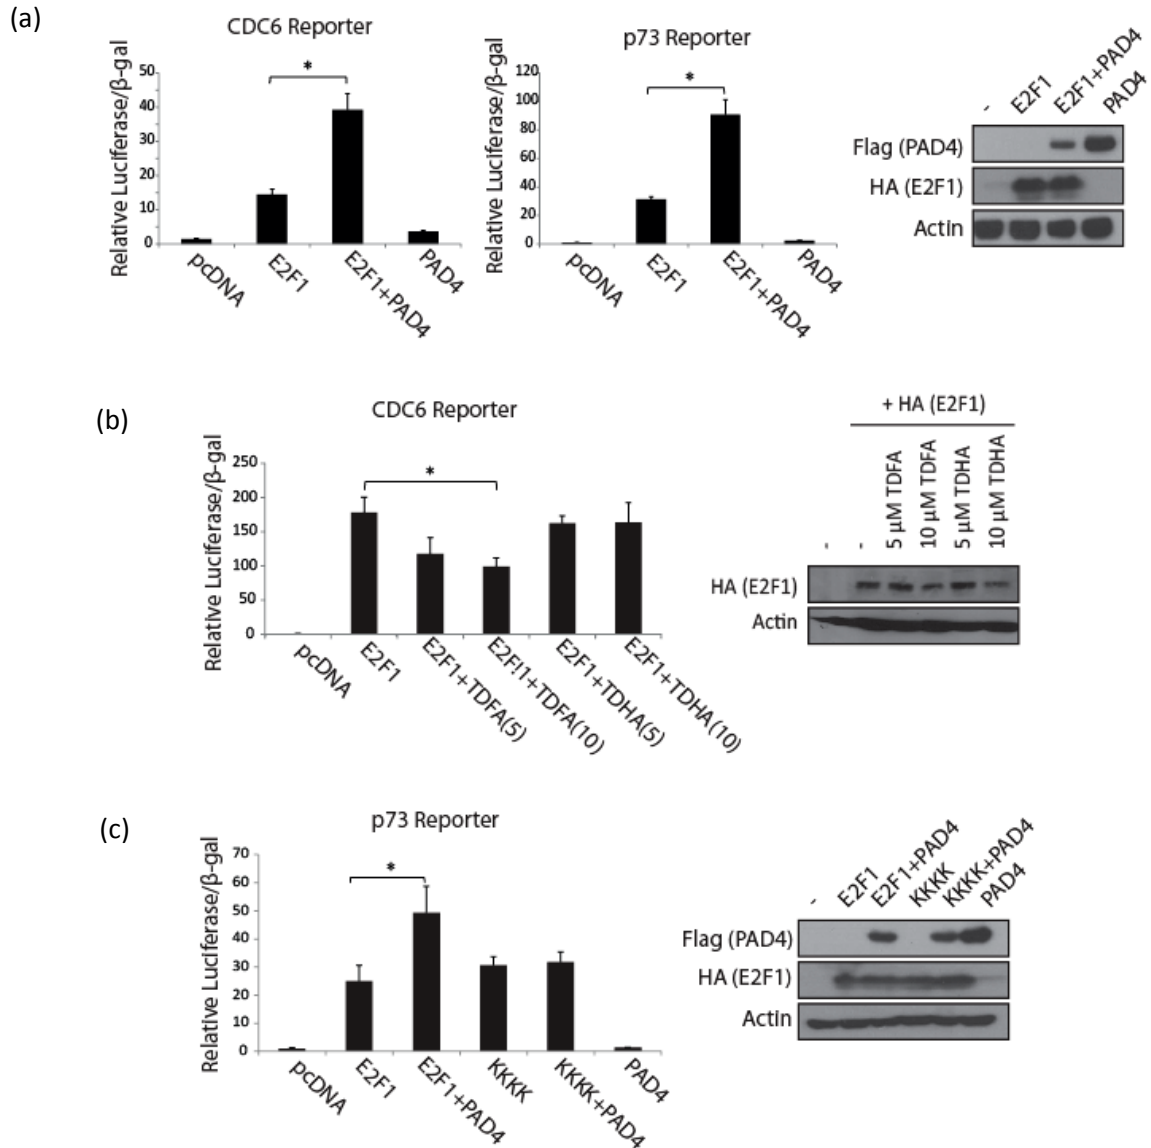 (a)
CDC6 Reporter
Relative Luciferase/β-gal
50
40
30
20
10
0
*
pcDNA
E2F1
E2F1+PAD4
PAD4
p73 Reporter
Relative Luciferase/β-gal
120
100
80
60
40
20
0
*
pcDNA
E2F1
E2F1+PAD4
PAD4
-
E2F1
E2F1+PAD4
PAD4
Flag (PAD4)
HA (E2F1)
Actin
(b)
CDC6 Reporter
Relative Luciferase/β-gal
250
200
150
100
50
0
*
pcDNA
E2F1
E2F1+TDFA(5)
E2F!1+TDFA(10)
E2F1+TDHA(5)
E2F1+TDHA(10)
+ HA (E2F1)
-
-
5 µM TDFA
10 µM TDFA
5 µM TDHA
10 µM TDHA
HA (E2F1)
Actin
(c)
p73 Reporter
Relative Luciferase/β-gal
70
60
50
40
30
20
10
0
*
pcDNA
E2F1
E2F1+PAD4
KKKK
KKKK+PAD4
PAD4
-
E2F1
E2F1+PAD4
KKKK
KKKK+PAD4
PAD4
Flag (PAD4)
HA (E2F1)
Actin